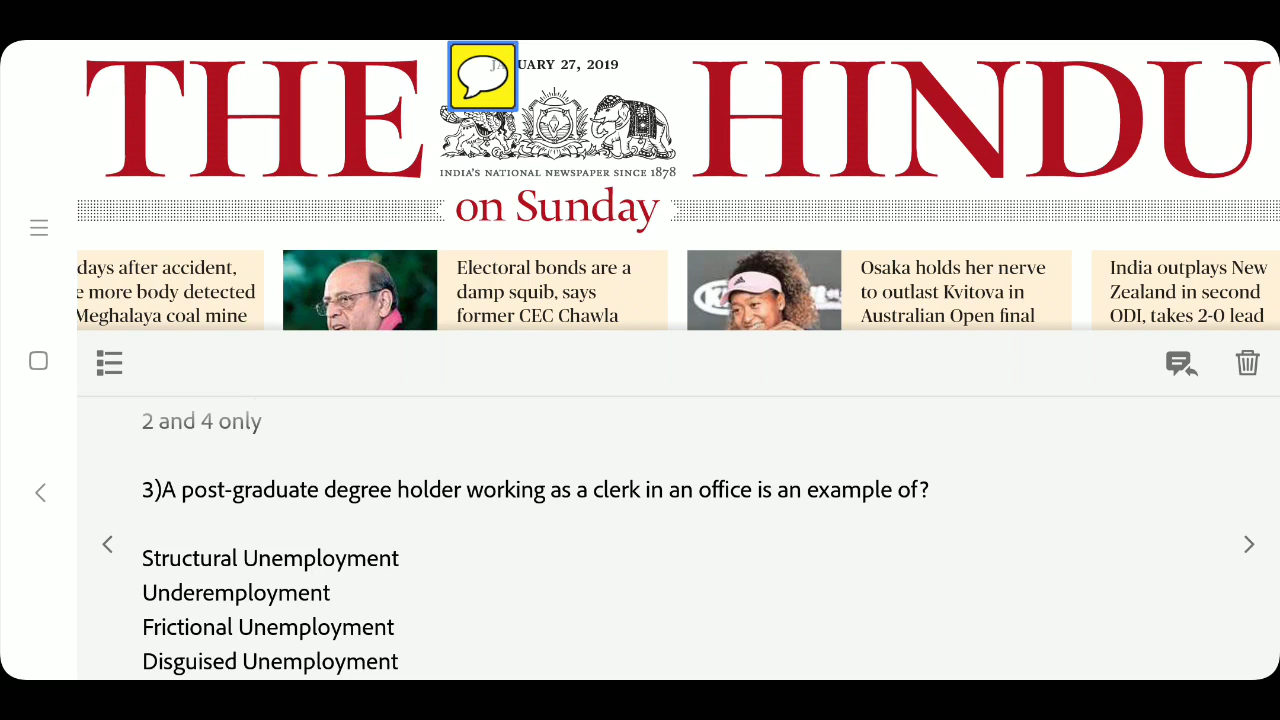 JANUARY 27, 2019
THE HINDU
INDIA'S NATIONAL NEWSPAPER SINCE 1878
on Sunday
days after accident,
e more body detected
Meghalaya coal mine
Electoral bonds are a
damp squib, says
former CEC Chawla
Osaka holds her nerve
to outlast Kvitova in
Australian Open final
India outplays New
Zealand in second
ODI, takes 2-0 lead
2 and 4 only
3)A post-graduate degree holder working as a clerk in an office is an example of?
Structural Unemployment
Underemployment
Frictional Unemployment
Disguised Unemployment